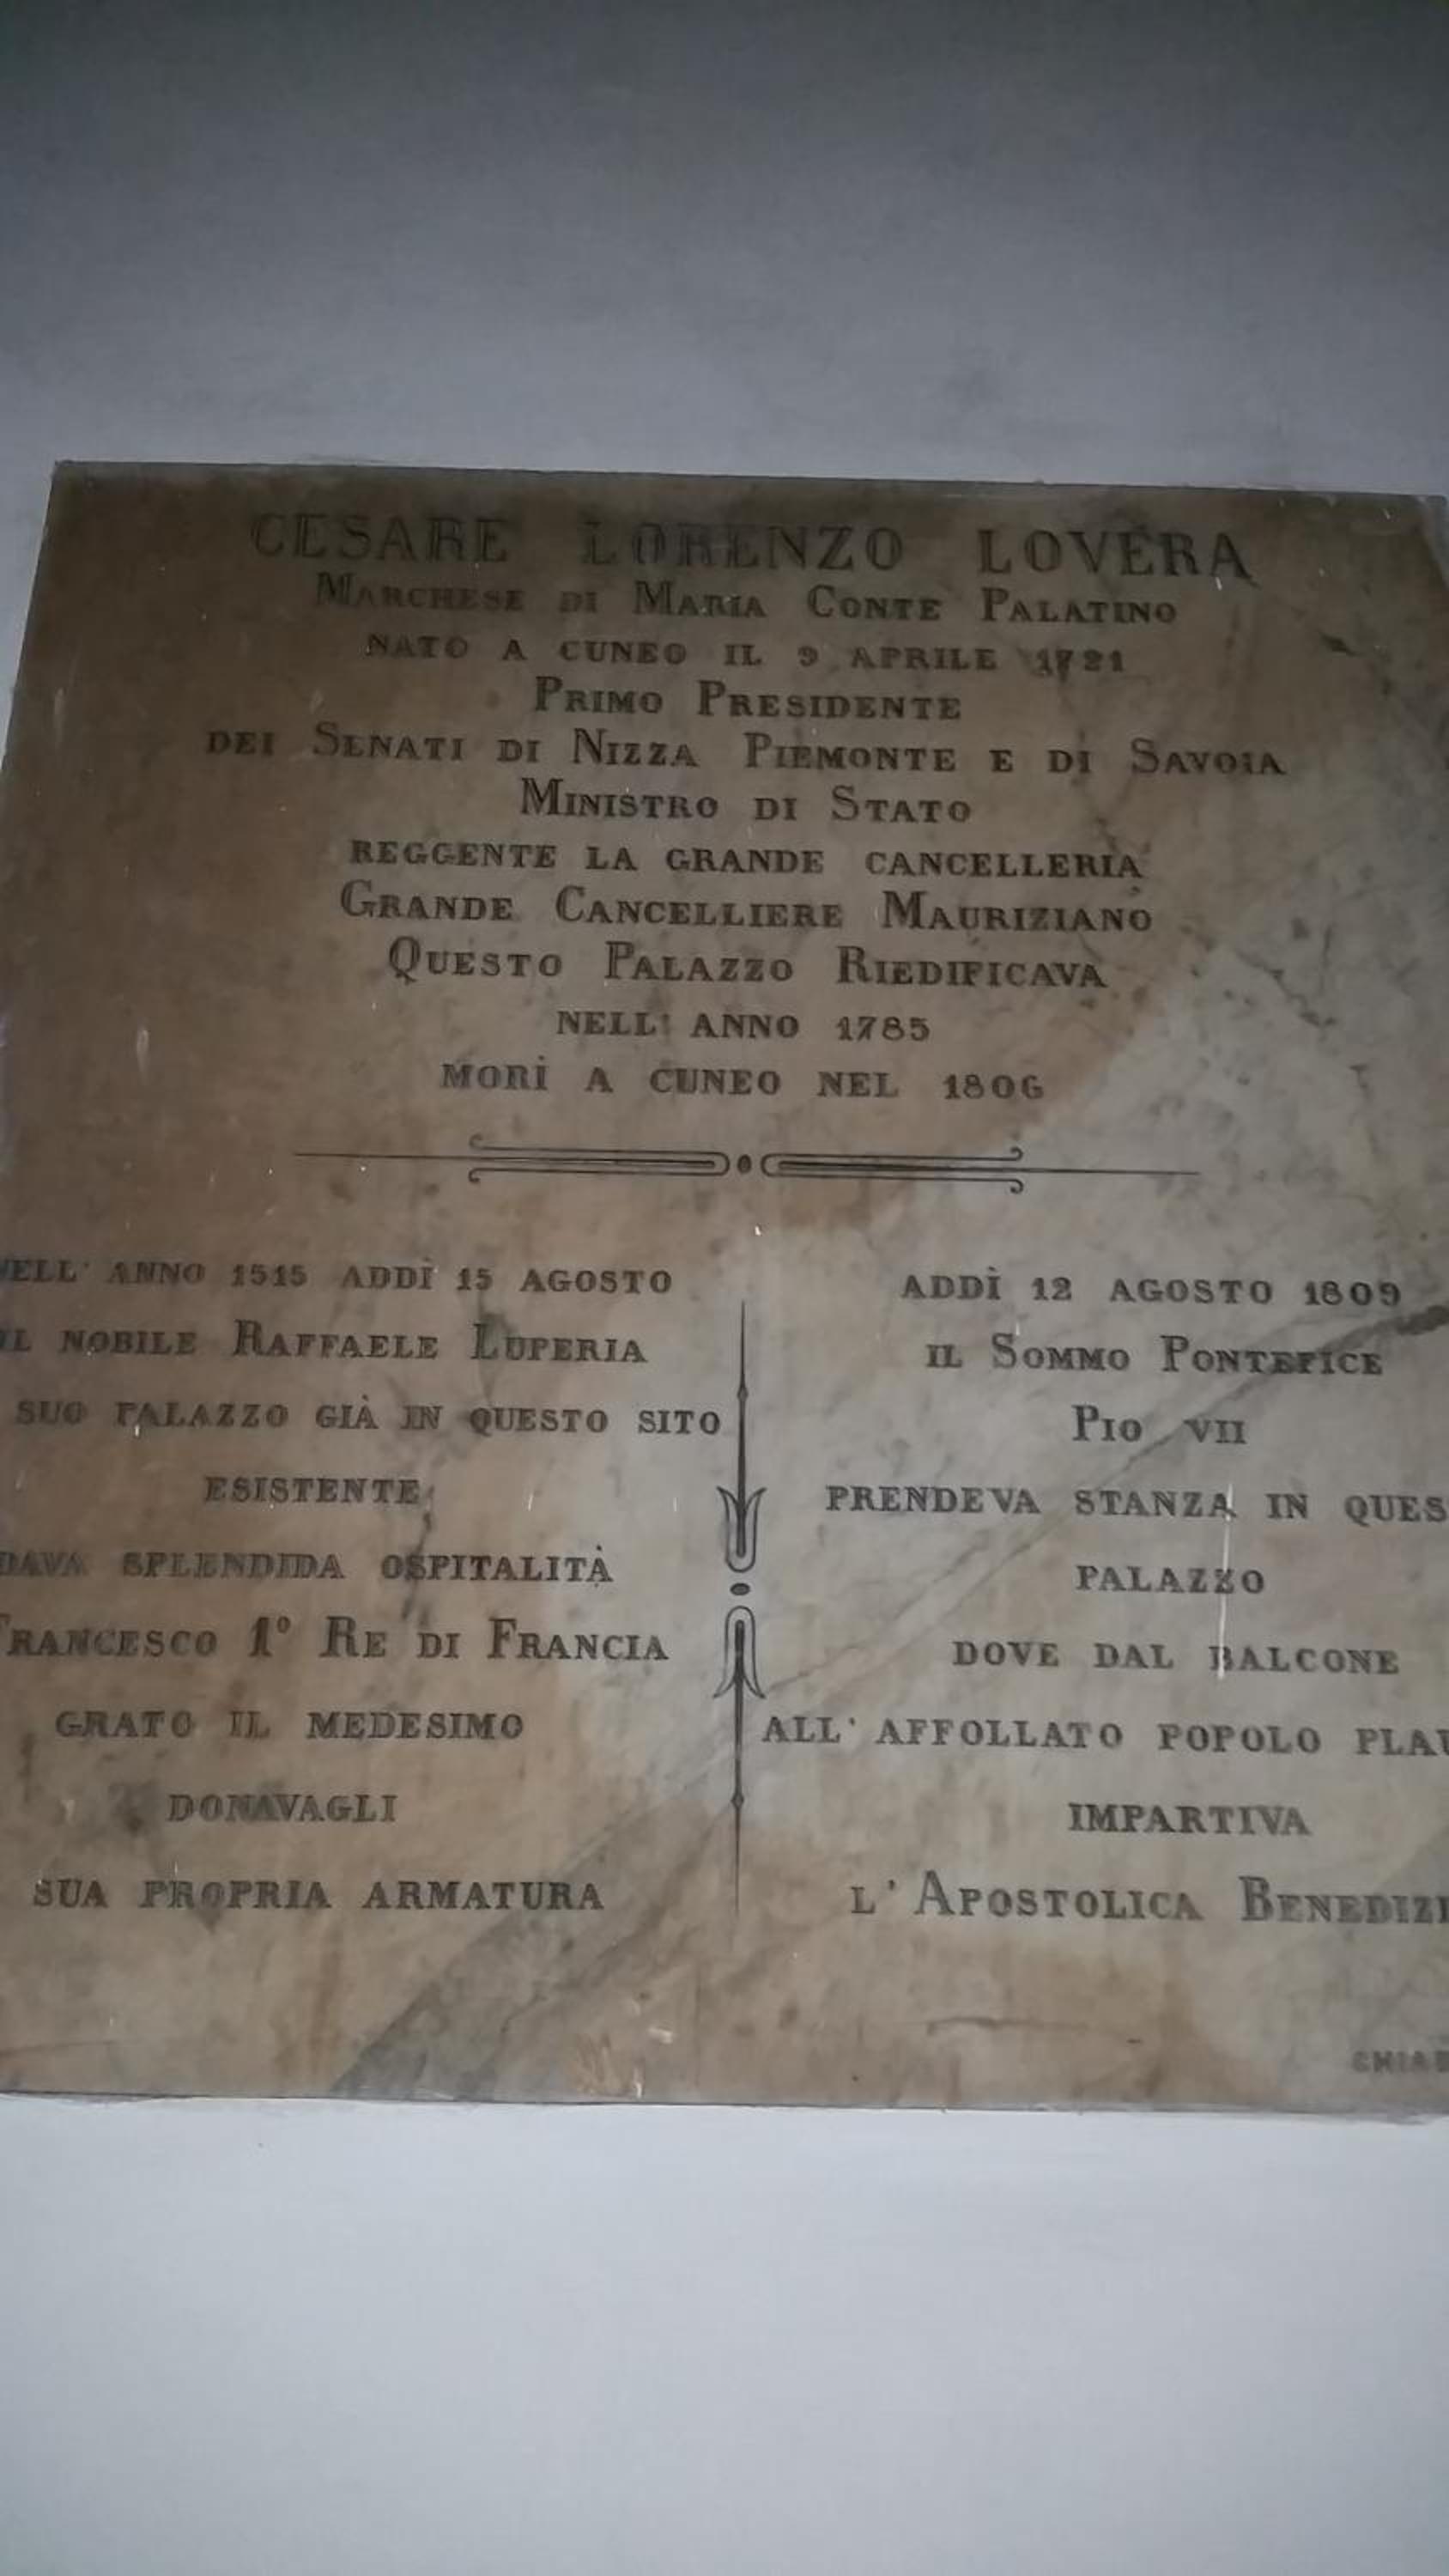 CESARE LORENZO LOVERA
MARCHESE DI MARIA CONTE PALATINO
NATO A CUNEO IL 9 APRILE 1721
PRIMO PRESIDENTE
DEI SENATI DI NIZZA PIEMONTE E DI SAVOIA
MINISTRO DI STATO
REGGENTE LA GRANDE CANCELLERIA
GRANDE CANCELLIERE MAURIZIANO
QUESTO PALAZZO RIEDIFICAVA
NELL' ANNO 1785
MORÌ A CUNEO NEL 1806
NELL' ANNO 1515 ADDÌ 15 AGOSTO
IL NOBILE RAFFAELE LUPERIA
SUO PALAZZO GIÀ IN QUESTO SITO
ESISTENTE
DAVA SPLENDIDA OSPITALITÀ
FRANCESCO 1º RE DI FRANCIA
GRATO IL MEDESIMO
DONAVAGLI
SUA PROPRIA ARMATURA
ADDÌ 12 AGOSTO 1809
IL SOMMO PONTEFICE
PIO VII
PRENDEVA STANZA IN QUES
PALAZZO
DOVE DAL BALCONE
ALL' AFFOLLATO POPOLO PLAU
IMPARTIVA
L' APOSTOLICA BENEDIZI